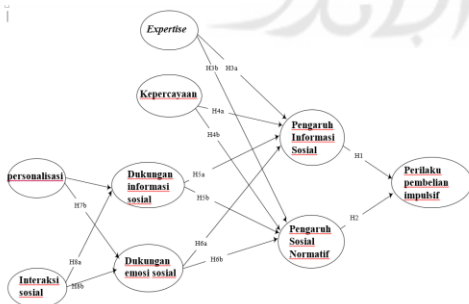 Expertise
H3b
H3a
Kepercayaan
H4a
H4b
Pengaruh
Informasi
Sosial
H1
personalisasi
Dukungan
informasi
sosial
H5a
H5b
Perilaku
pembelian
impulsif
H7b
H2
Pengaruh
Sosial
Normatif
H6a
H6b
Dukungan
emosi sosial
H8a
H8b
Interaksi
sosial